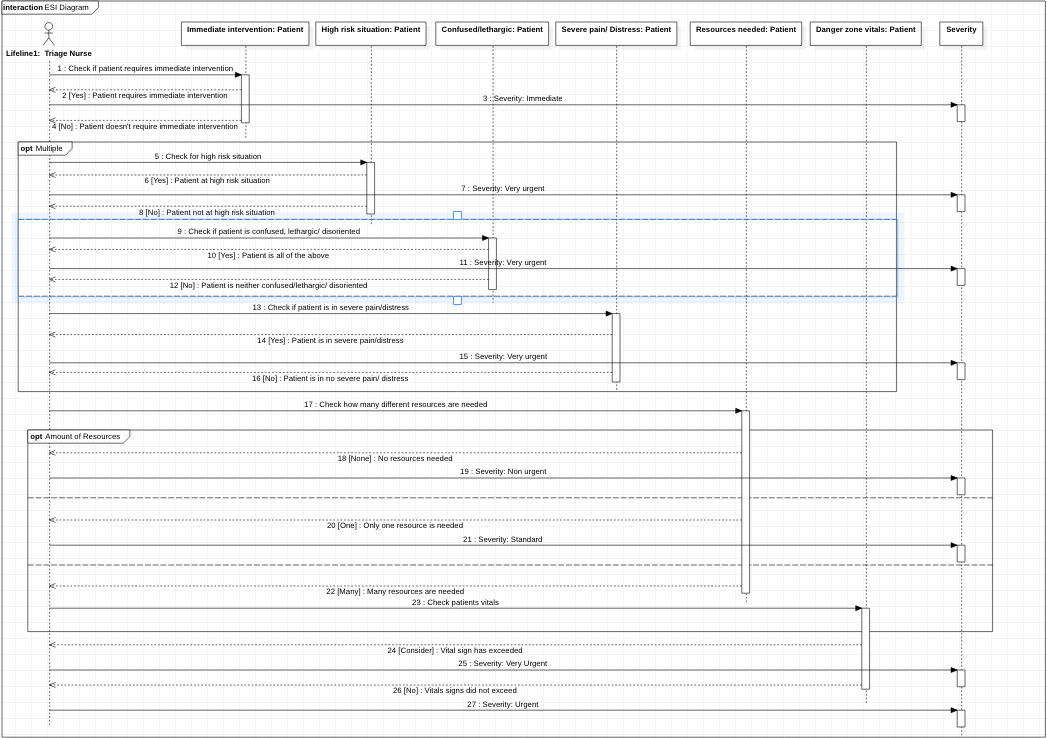 interaction ESI Diagram
Immediate intervention: Patient
High risk situation: Patient
Confused/lethargic: Patient
Severe pain/ Distress: Patient
Resources needed: Patient
Danger zone vitals: Patient
Severity
Lifeline1: Triage Nurse
1 : Check if patient requires immediate intervention
2 [Yes] : Patient requires immediate intervention
3 : Severity: Immediate
4 [No] : Patient doesn't require immediate intervention
opt Multiple
5 : Check for high risk situation
6 [Yes] : Patient at high risk situation
7 : Severity: Very urgent
8 [No] : Patient not at high risk situation
9 : Check if patient is confused, lethargic/ disoriented
10 [Yes] : Patient is all of the above
11 : Severity: Very urgent
12 [No] : Patient is neither confused/lethargic/ disoriented
13 : Check if patient is in severe pain/distress
14 [Yes] : Patient is in severe pain/distress
15 : Severity: Very urgent
16 [No] : Patient is in no severe pain/ distress
17 : Check how many different resources are needed
opt Amount of Resources
18 [None] : No resources needed
19 : Severity: Non urgent
20 [One] : Only one resource is needed
21 : Severity: Standard
22 [Many] : Many resources are needed
23 : Check patients vitals
24 [Consider] : Vital sign has exceeded
25 : Severity: Very Urgent
26 [No] : Vitals signs did not exceed
27 : Severity: Urgent